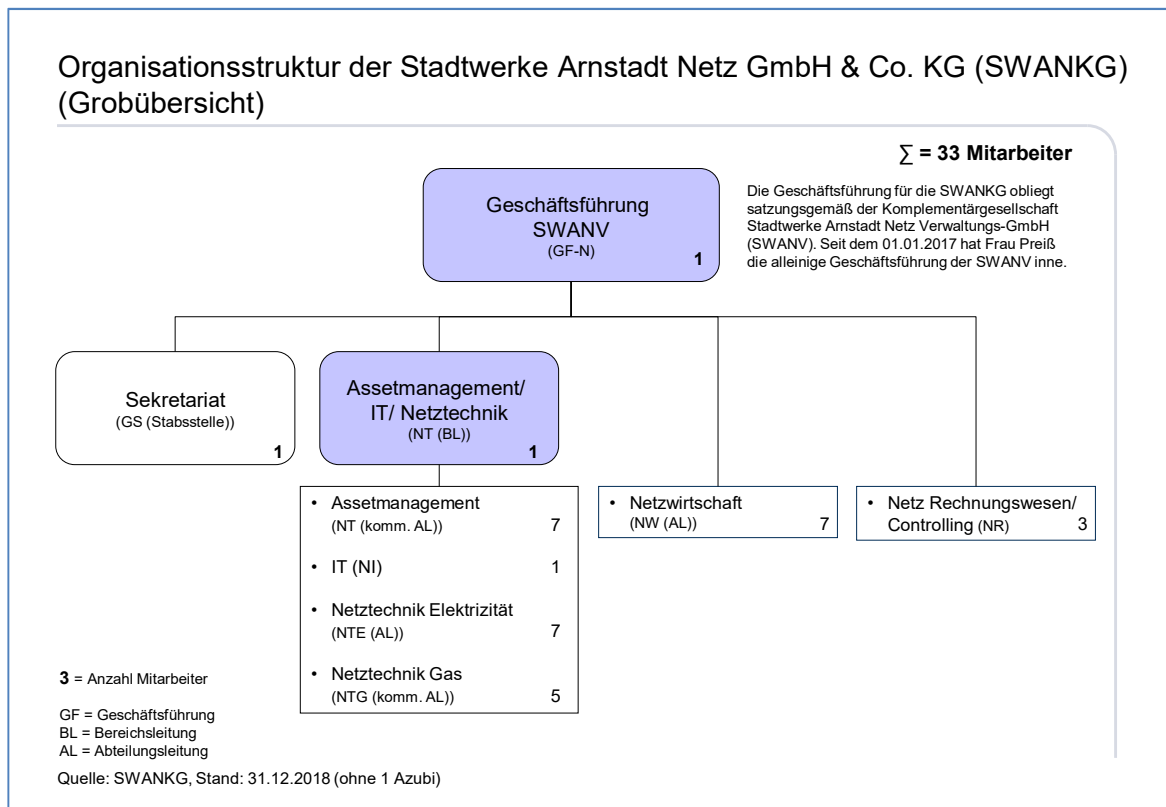 Organisationsstruktur der Stadtwerke Arnstadt Netz GmbH & Co. KG (SWANKG)
(Grobübersicht)
∑ = 33 Mitarbeiter
Die Geschäftsführung für die SWANKG obliegt
satzungsgemäß der Komplementärgesellschaft
Stadtwerke Arnstadt Netz Verwaltungs-GmbH
(SWANV). Seit dem 01.01.2017 hat Frau Preiß
die alleinige Geschäftsführung der SWANV inne.
Geschäftsführung
SWANV
(GF-N)
1
Sekretariat
(GS (Stabsstelle))
1
Assetmanagement/
IT/ Netztechnik
(NT (BL))
1
• Assetmanagement
(NT (komm. AL)) 7
• IT (NI) 1
• Netztechnik Elektrizität
(NTE (AL)) 7
• Netztechnik Gas
(NTG (komm. AL)) 5
• Netzwirtschaft
(NW (AL)) 7
• Netz Rechnungswesen/
Controlling (NR) 3
3 = Anzahl Mitarbeiter
GF = Geschäftsführung
BL = Bereichsleitung
AL = Abteilungsleitung
Quelle: SWANKG, Stand: 31.12.2018 (ohne 1 Azubi)